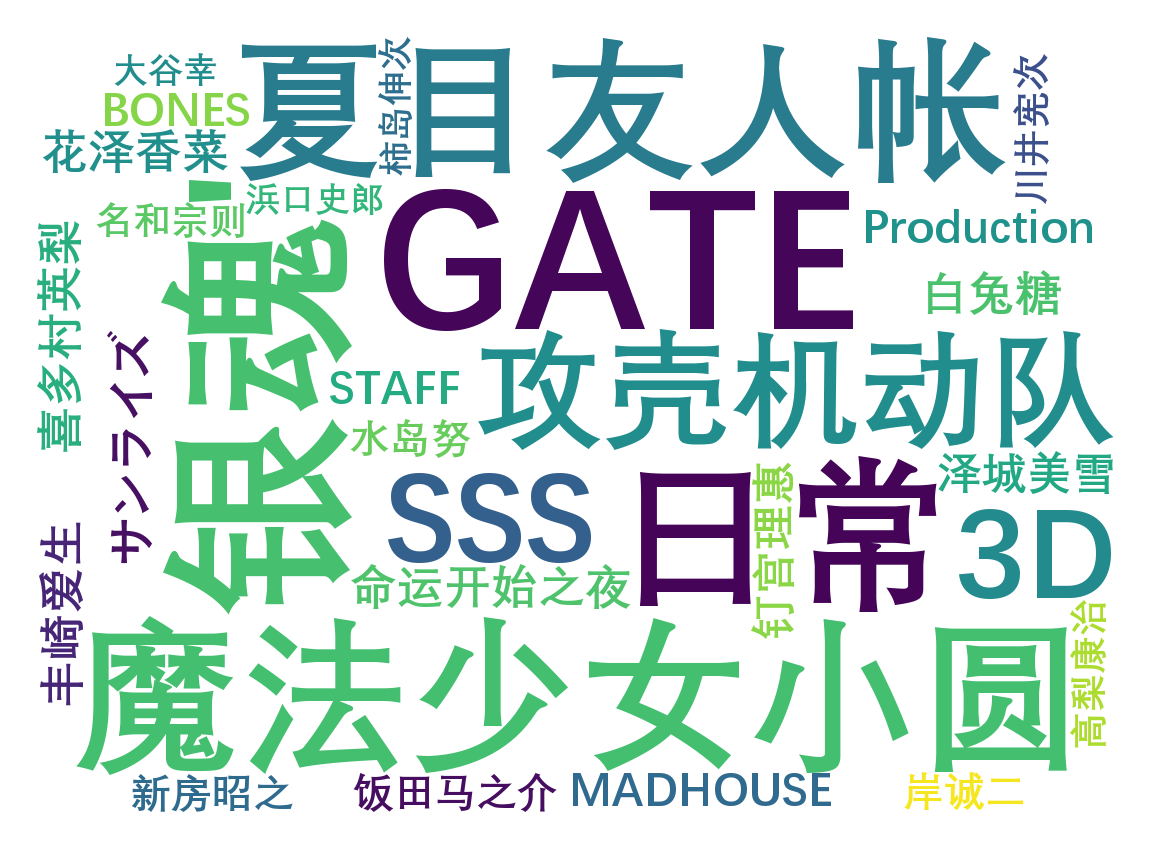 大谷幸
BONES
花泽香菜
夏目友人帐
柿岛伸次
川井宪次
名和宗则
浜口史郎
GATE
Production
白兔糖
喜多村英梨
サンライズ
银魂'
STAFF
攻壳机动队
水岛努
SSS
日常
钉宫理惠
泽城美雪
3D
命运开始之夜
丰崎爱生
魔法少女小圆
高梨康治
新房昭之
饭田马之介
MADHOUSE
岸诚二